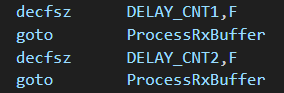 decfsz DELAY_CNT1,F
goto ProcessRxBuffer
decfsz DELAY_CNT2,F
goto ProcessRxBuffer